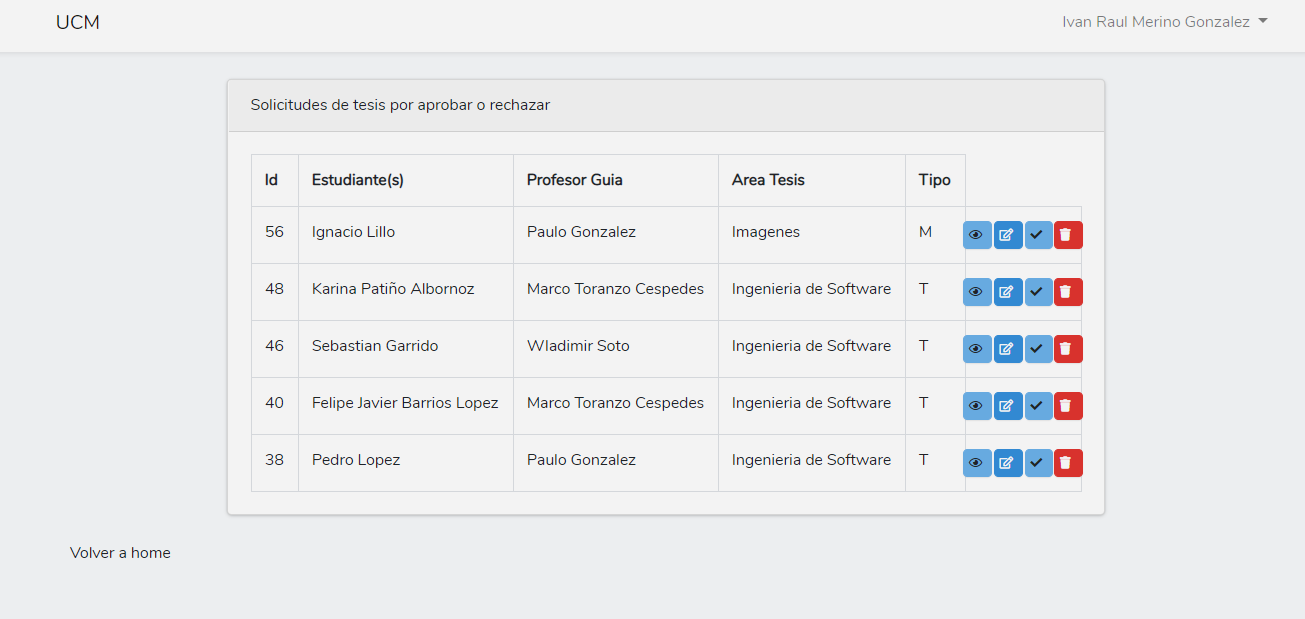 UCM
Ivan Raul Merino Gonzalez
Solicitudes de tesis por aprobar o rechazar
Id Estudiante(s) Profesor Guia Area Tesis Tipo
56 Ignacio Lillo Paulo Gonzalez Imagenes M
48 Karina Patiño Albornoz Marco Toranzo Cespedes Ingenieria de Software T
46 Sebastian Garrido Wladimir Soto Ingenieria de Software T
40 Felipe Javier Barrios Lopez Marco Toranzo Cespedes Ingenieria de Software T
38 Pedro Lopez Paulo Gonzalez Ingenieria de Software T
Volver a home